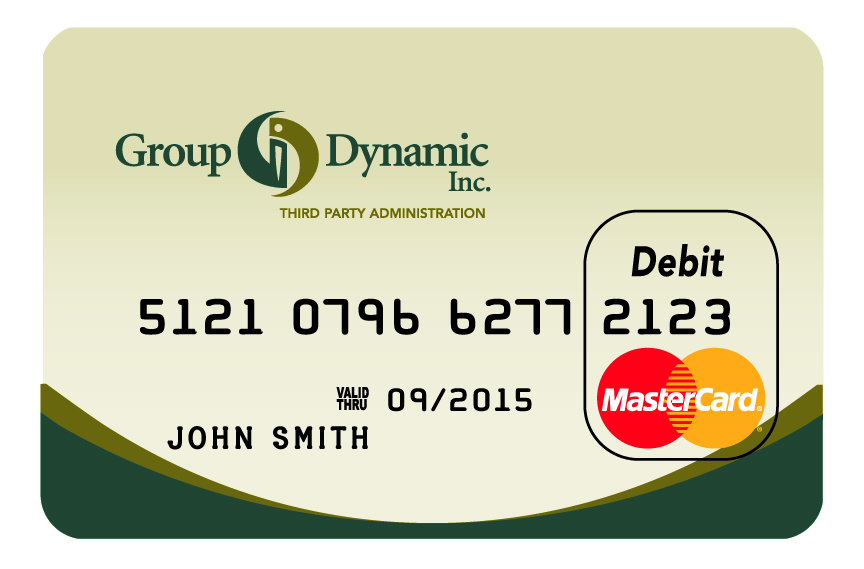 Group Dynamic
Inc.
THIRD PARTY ADMINISTRATION
Debit
5121 0796 6277 2123
VALID
THRU 09/2015
MasterCard®
®
JOHN SMITH